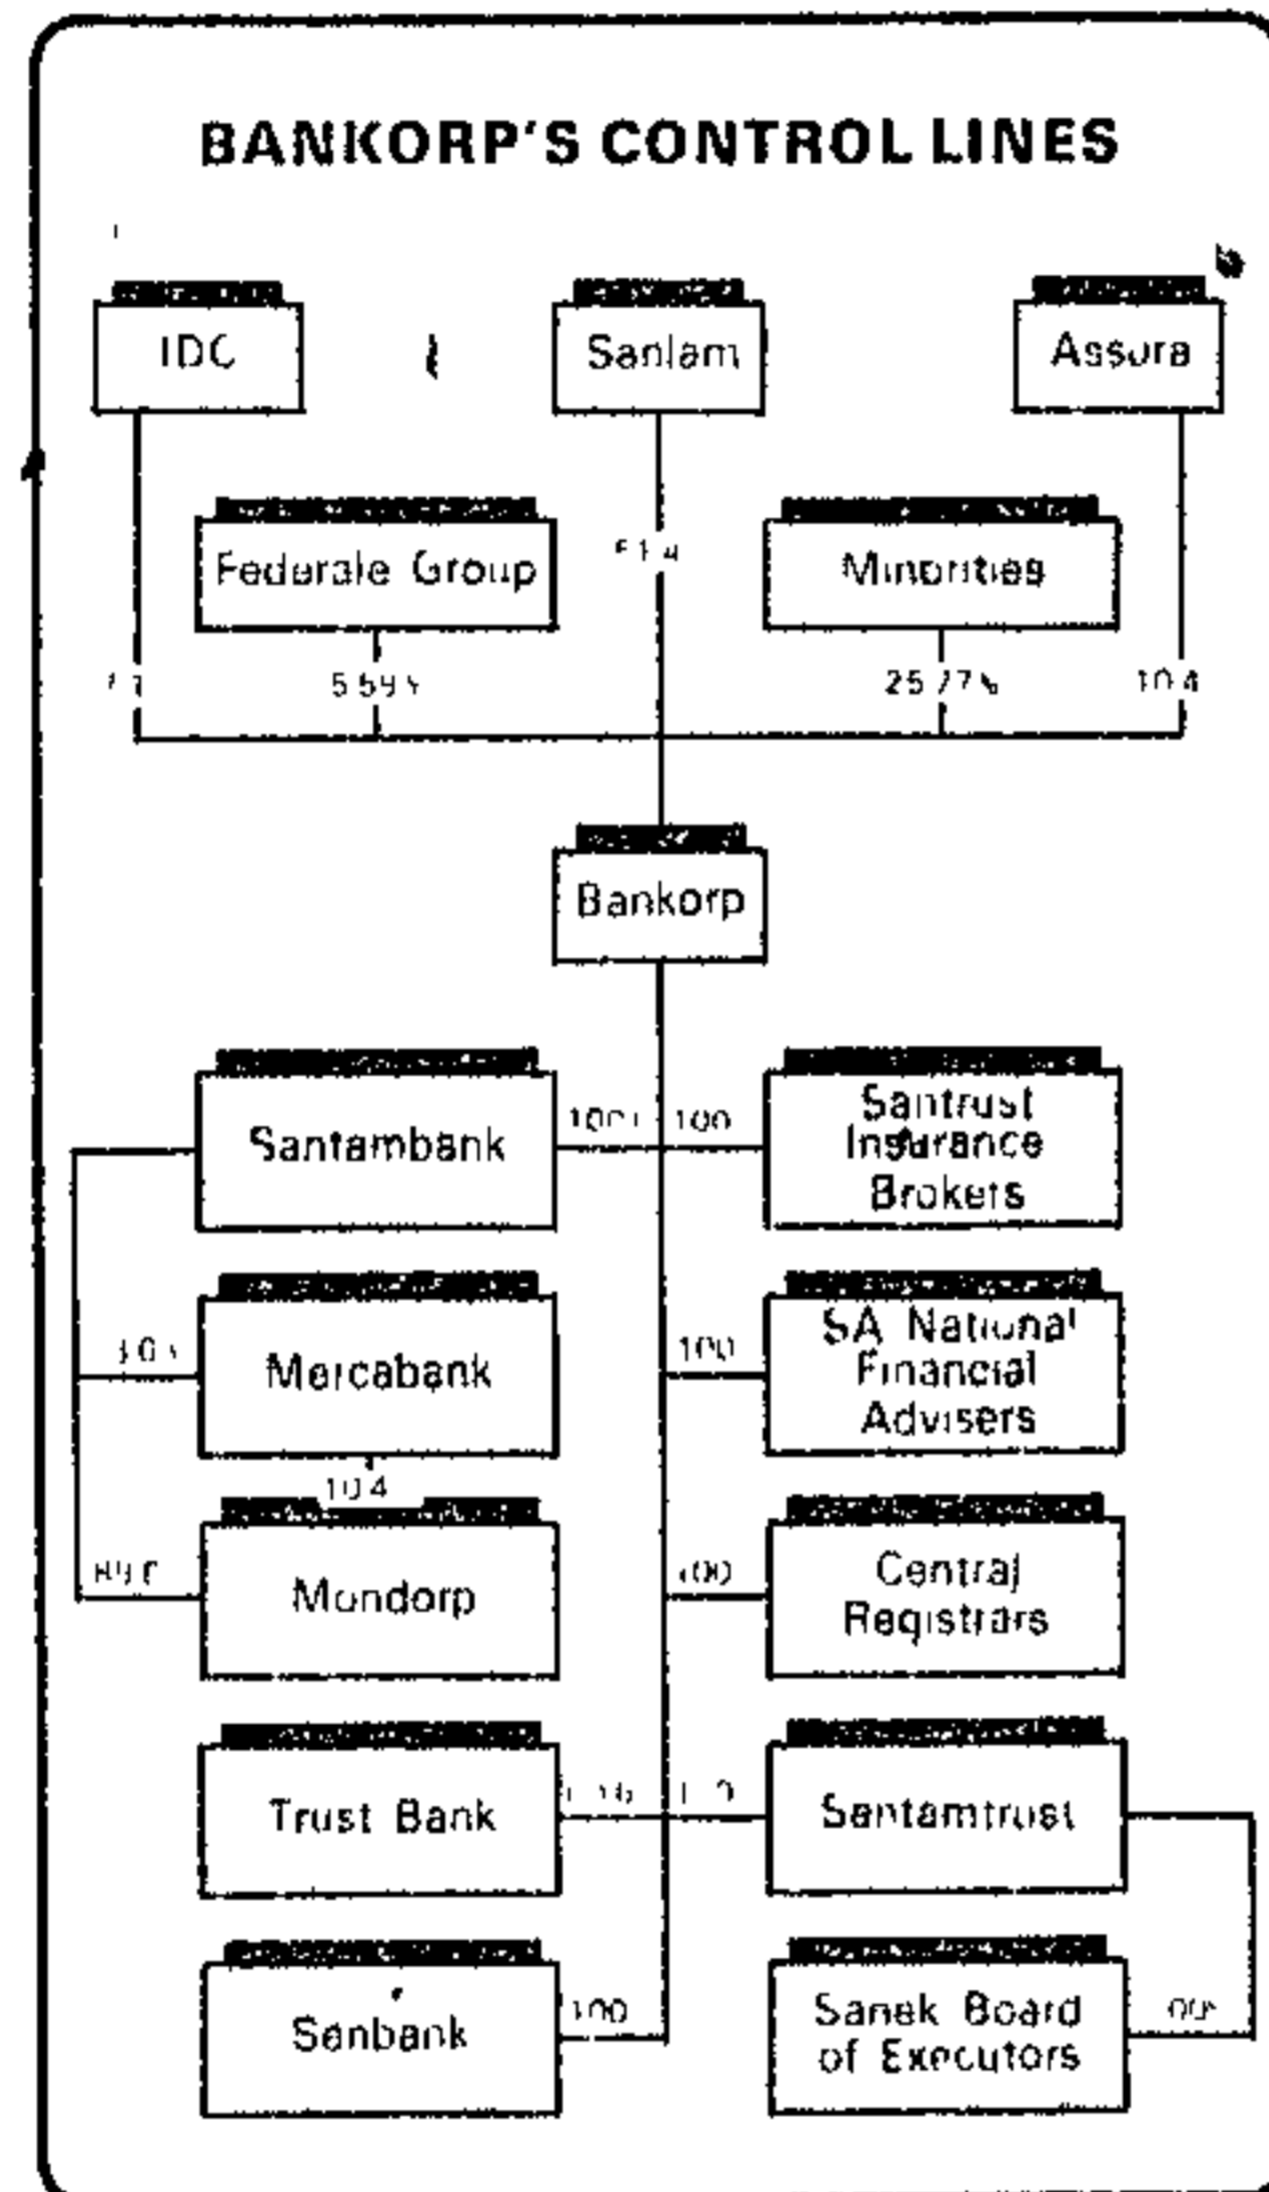 BANKORP'S CONTROL LINES
IDC
Sanlam
Assura
Federale Group
Minorities
5 59%
25 77%
10 4
Bankorp
Santambank
100
Santrust
Insurance
Brokers
Mercabank
100
SA National
Financial
Advisers
10 4
Mondorp
100
Central
Registrars
Trust Bank
Santamtrust
Senbank
100
Sanek Board
of Executors